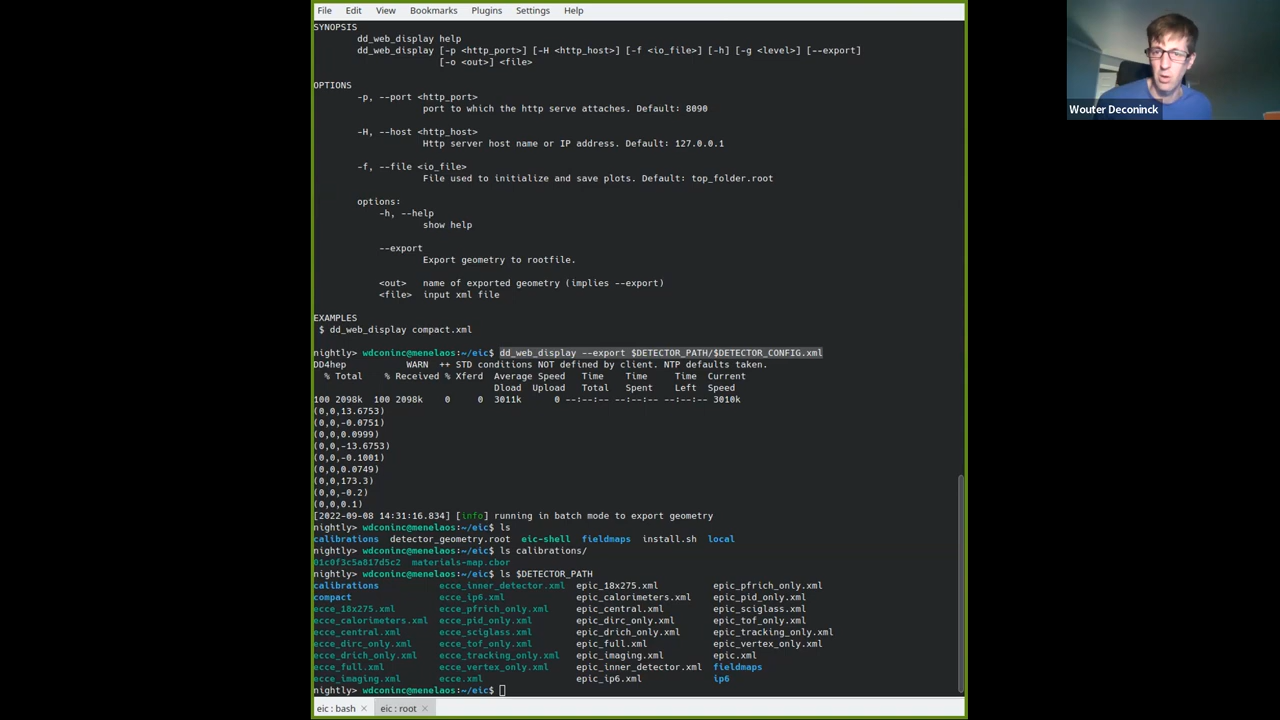 File Edit View Bookmarks Plugins Settings Help
SYNOPSIS
dd_web_display help
dd_web_display [-p <http_port>] [-H <http_host>] [-f <io_file>] [-h] [-g <level>] [--export]
[-o <out>] <file>
OPTIONS
-p, --port <http_port>
port to which the http serve attaches. Default: 8090
-H, --host <http_host>
Http server host name or IP address. Default: 127.0.0.1
-f, --file <io_file>
File used to initialize and save plots. Default: top_folder.root
options:
-h, --help
show help
--export
Export geometry to rootfile.
<out> name of exported geometry (implies --export)
<file> input xml file
EXAMPLES
$ dd_web_display compact.xml
nightly> wdconinc@menelaos:~/eic$ dd_web_display --export $DETECTOR_PATH/$DETECTOR_CONFIG.xml
DD4hep WARN ++ STD conditions NOT defined by client. NTP defaults taken.
% Total % Received % Xferd Average Speed Time Time Time Current
Dload Upload Total Spent Left Speed
100 2098k 100 2098k 0 0 3011k 0 --:--:-- --:--:-- --:--:-- 3010k
(0,0,13.6753)
(0,0,-0.0751)
(0,0,0.0999)
(0,0,-13.6753)
(0,0,-0.1001)
(0,0,0.0749)
(0,0,173.3)
(0,0,-0.2)
(0,0,0.1)
[2022-09-08 14:31:16.834] [info] running in batch mode to export geometry
nightly> wdconinc@menelaos:~/eic$ ls
calibrations detector_geometry.root eic-shell fieldmaps install.sh local
nightly> wdconinc@menelaos:~/eic$ ls calibrations/
01c0f3c5a817d5c2 materials-map.cbor
nightly> wdconinc@menelaos:~/eic$ ls $DETECTOR_PATH
calibrations ecce_inner_detector.xml epic_18x275.xml epic_pfrich_only.xml
compact ecce_ip6.xml epic_calorimeters.xml epic_pid_only.xml
ecce_18x275.xml ecce_pfrich_only.xml epic_central.xml epic_sciglass.xml
ecce_calorimeters.xml ecce_pid_only.xml epic_dirc_only.xml epic_tof_only.xml
ecce_central.xml ecce_sciglass.xml epic_drich_only.xml epic_tracking_only.xml
ecce_dirc_only.xml ecce_tof_only.xml epic_full.xml epic_vertex_only.xml
ecce_drich_only.xml ecce_tracking_only.xml epic_imaging.xml epic.xml
ecce_full.xml ecce_vertex_only.xml epic_inner_detector.xml fieldmaps
ecce_imaging.xml ecce.xml epic_ip6.xml ip6
nightly> wdconinc@menelaos:~/eic$
eic : bash eic : root
Wouter Deconinck